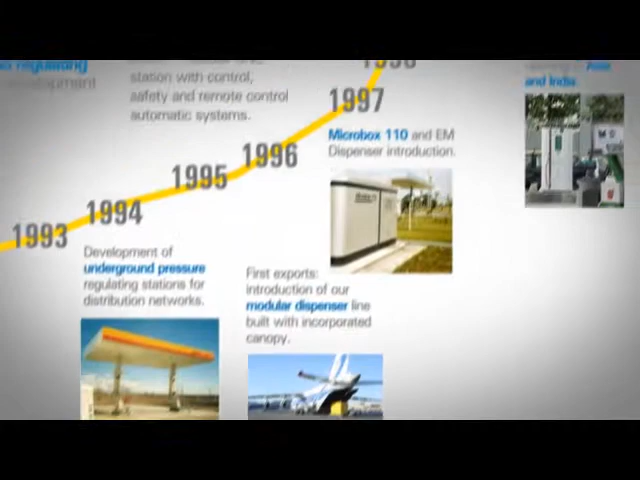 regulating
station with control,
safety and remote control
automatic systems.
and India.
1997
Microbox 110 and EM
Dispenser introduction.
1996
1995
1994
1993
Development of
underground pressure
regulating stations for
distribution networks.
First exports:
introduction of our
modular dispenser line
built with incorporated
canopy.